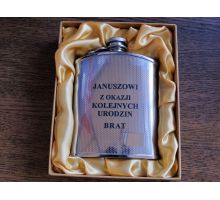 JANUSZOWI
Z OKAZJI
KOLEJNYCH
URODZIN
BRAT